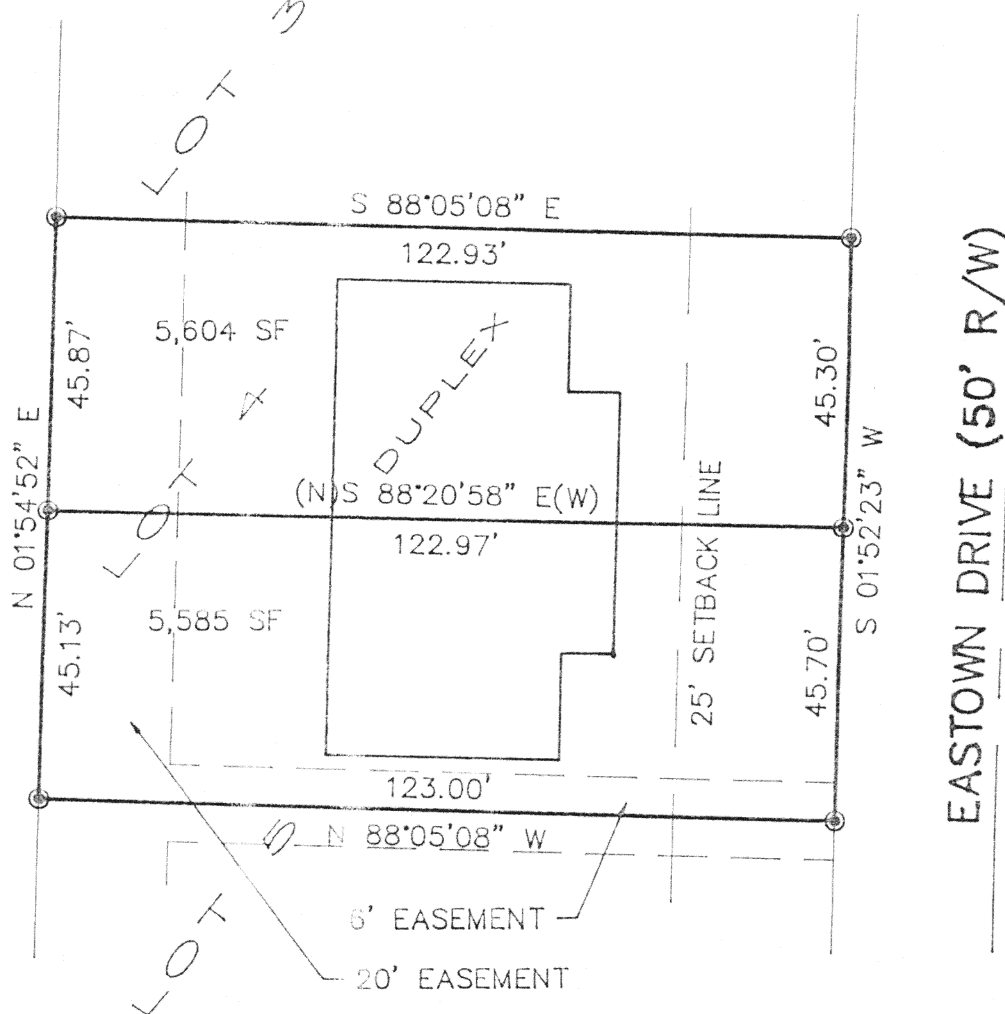 LOT 3
S 88°05'08" E
122.93'
5,604 SF
45.87'
45.30'
DUPLEX
LOT 4
N 01°54'52" E
(N)S 88°20'58" E(W)
122.97'
S 01°52'23" W
25' SETBACK LINE
EASTOWN DRIVE (50' R/W)
5,585 SF
45.13'
45.70'
123.00'
N 88°05'08" W
LOT 5
6' EASEMENT
20' EASEMENT